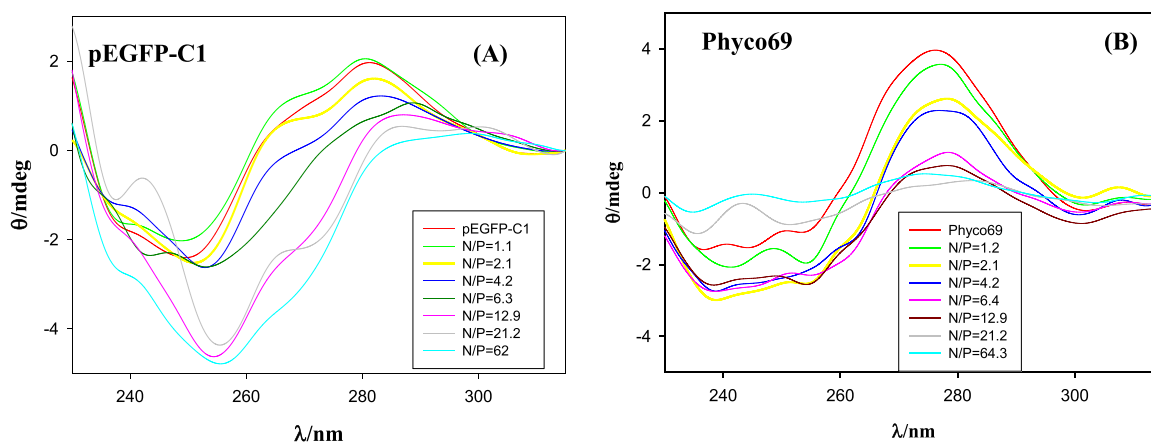 pEGFP-C1
(A)
θ/mdeg
2
0
-2
-4
pEGFP-C1
N/P=1.1
N/P=2.1
N/P=4.2
N/P=6.3
N/P=12.9
N/P=21.2
N/P=62
240 260 280 300
λ/nm
Phyco69
(B)
θ/mdeg
4
2
0
-2
-4
Phyco69
N/P=1.2
N/P=2.1
N/P=4.2
N/P=6.4
N/P=12.9
N/P=21.2
N/P=64.3
240 260 280 300
λ/nm